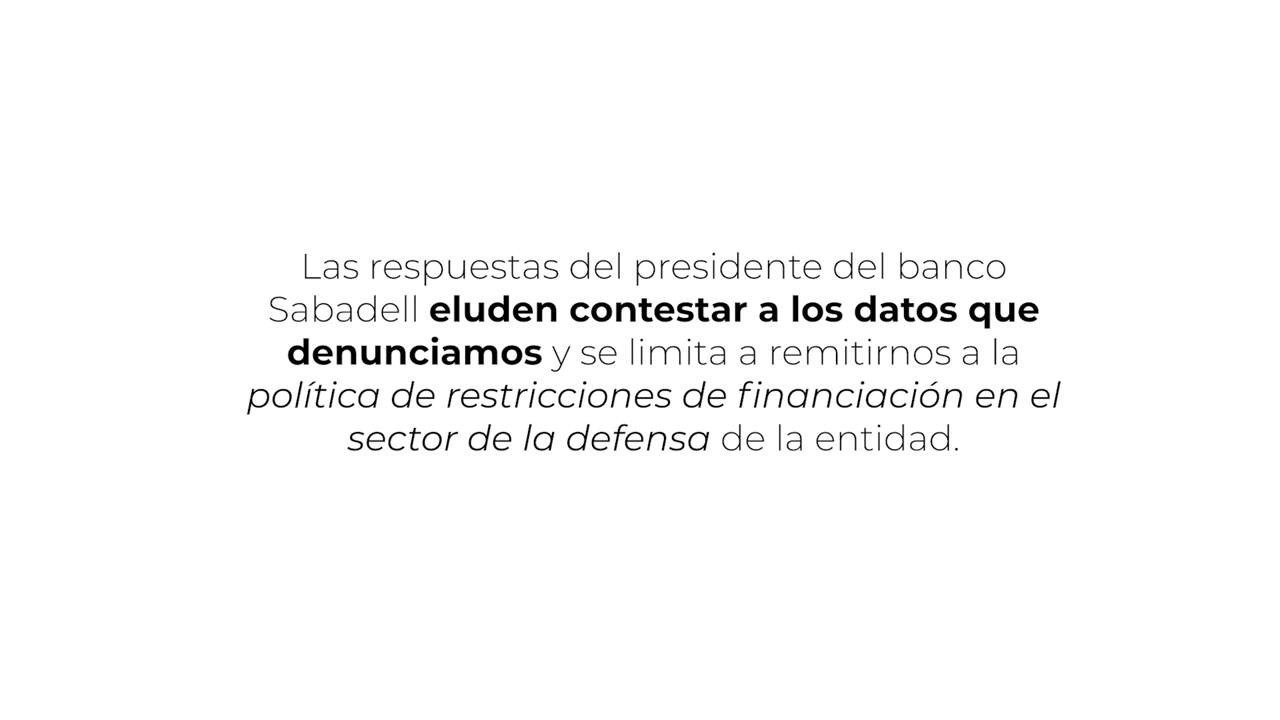 Las respuestas del presidente del banco
Sabadell eluden contestar a los datos que
denunciamos y se limita a remitirnos a la
política de restricciones de financiación en el
sector de la defensa de la entidad.